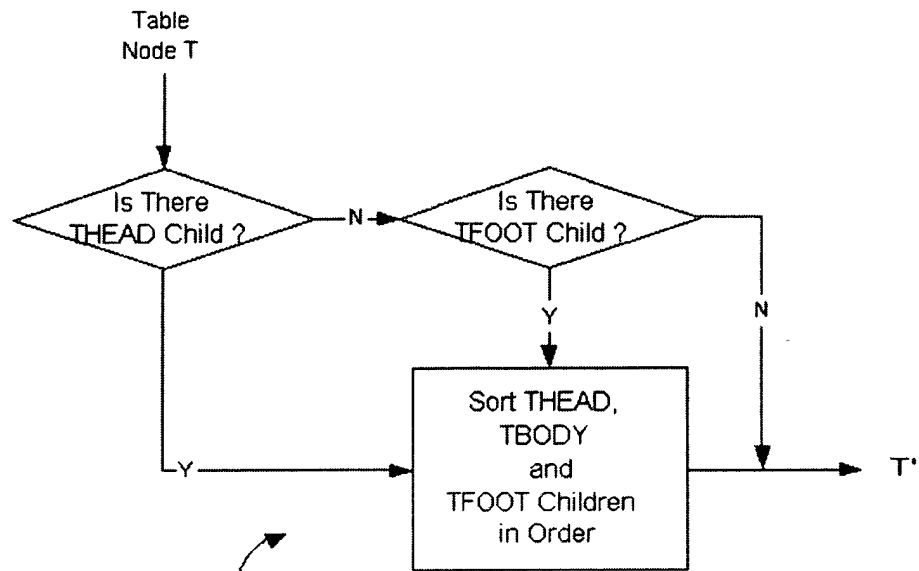 Table
Node T
Is There
THEAD Child ?
N
Is There
TFOOT Child ?
Y
N
Sort THEAD,
TBODY
and
TFOOT Children
in Order
Y
T'